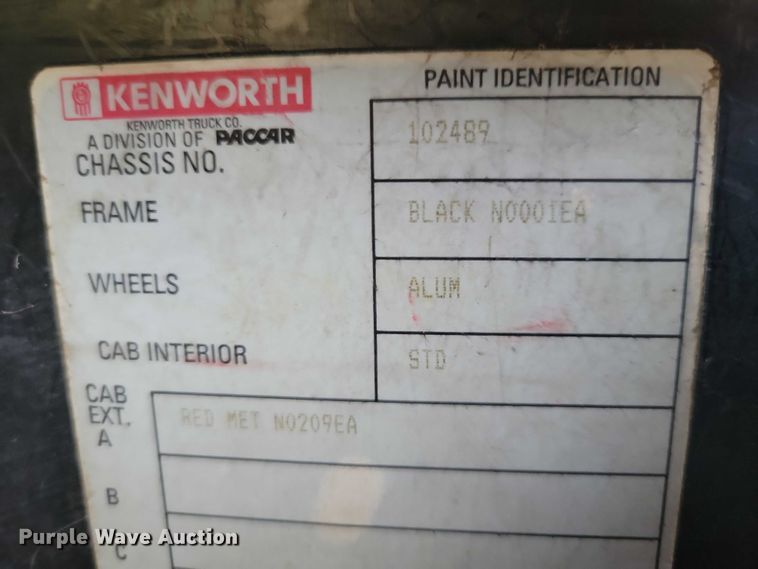 KENWORTH
KENWORTH TRUCK CO.
A DIVISION OF PACCAR
PAINT IDENTIFICATION
CHASSIS NO. 102489
FRAME BLACK N0001EA
WHEELS ALUM
CAB INTERIOR STD
CAB
EXT.
A RED MET N0209EA
B
C
Purple Wave Auction